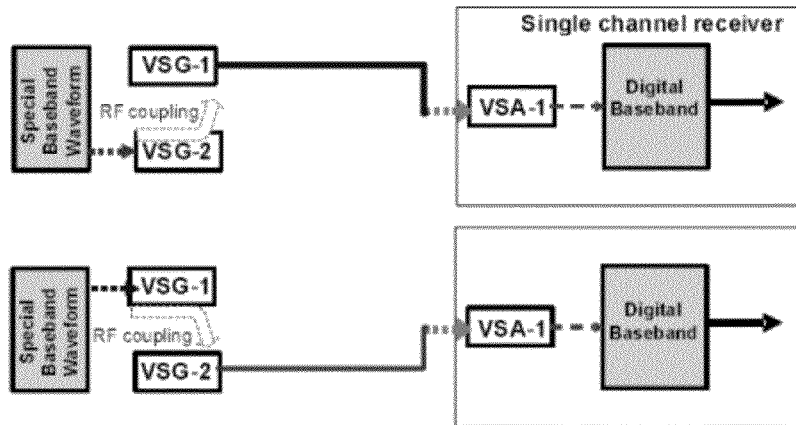 Single channel receiver
Special
Baseband
Waveform
VSG-1
RF coupling
VSG-2
VSA-1
Digital
Baseband
Special
Baseband
Waveform
VSG-1
RF coupling
VSG-2
VSA-1
Digital
Baseband